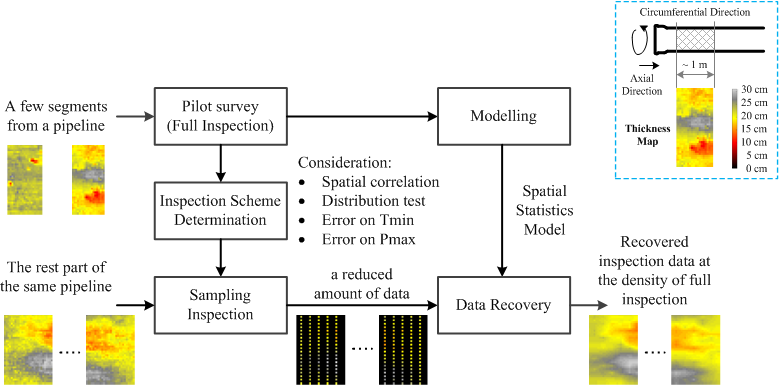 Circumferential Direction
~ 1 m
Axial
Direction
Thickness
Map
30 cm
25 cm
20 cm
15 cm
10 cm
5 cm
0 cm
A few segments
from a pipeline
Pilot survey
(Full Inspection)
Modelling
Inspection Scheme
Determination
Consideration:
• Spatial correlation
• Distribution test
• Error on Tmin
• Error on Pmax
Spatial
Statistics
Model
The rest part of
the same pipeline
Sampling
Inspection
a reduced
amount of data
Data Recovery
Recovered
inspection data at
the density of full
inspection